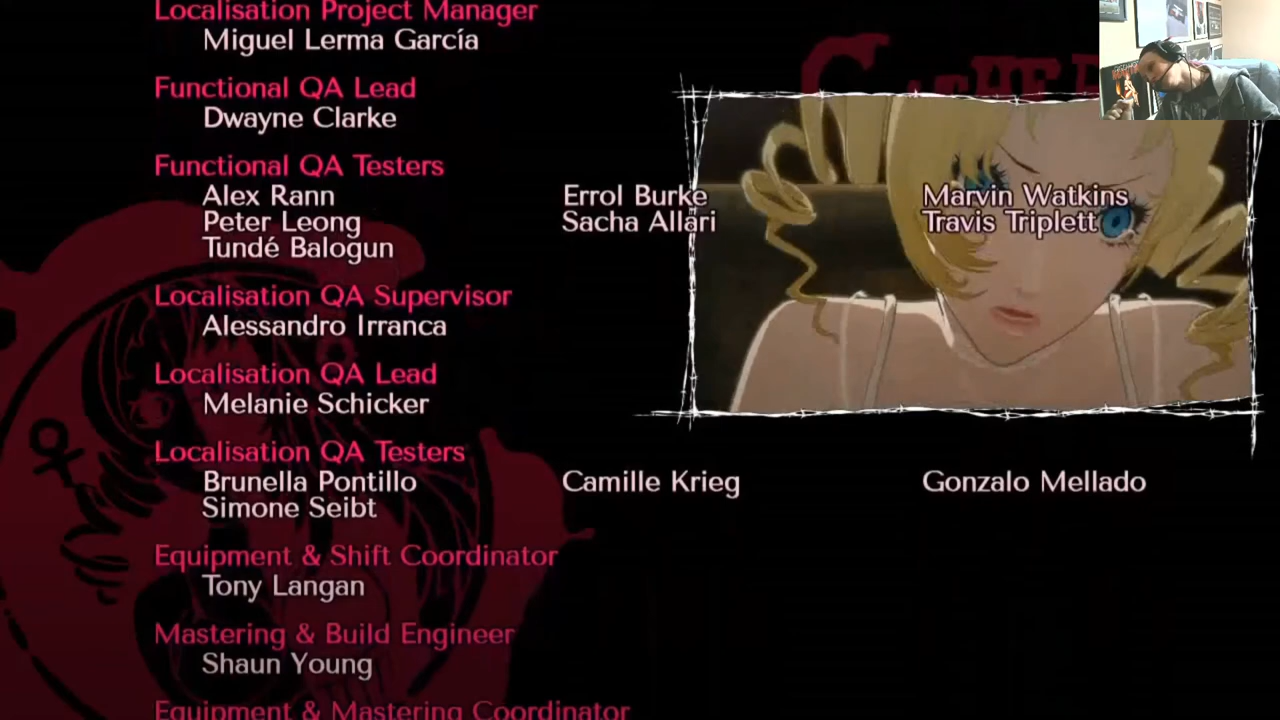 Localisation Project Manager
Miguel Lerma García
Functional QA Lead
Dwayne Clarke
Functional QA Testers
Alex Rann Errol Burke Marvin Watkins
Peter Leong Sacha Allari Travis Triplett
Tundé Balogun
Localisation QA Supervisor
Alessandro Irranca
Localisation QA Lead
Melanie Schicker
Localisation QA Testers
Brunella Pontillo Camille Krieg Gonzalo Mellado
Simone Seibt
Equipment & Shift Coordinator
Tony Langan
Mastering & Build Engineer
Shaun Young
Equipment & Mastering Coordinator